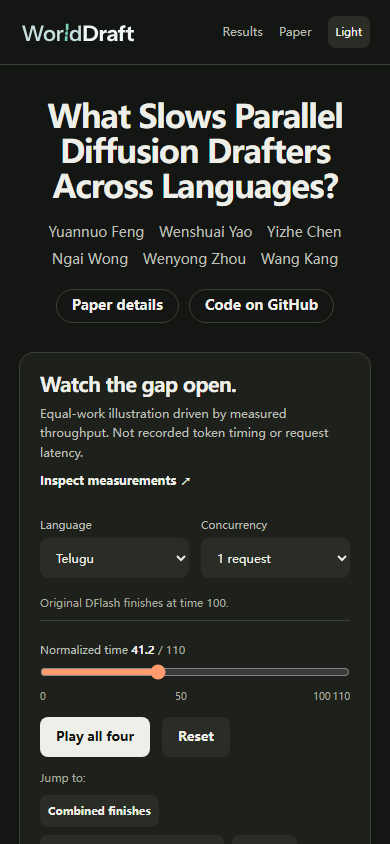 WorldDraft
Results Paper Light
What Slows Parallel
Diffusion Drafters
Across Languages?
Yuannuo Feng Wenshuai Yao Yizhe Chen
Ngai Wong Wenyong Zhou Wang Kang
Paper details Code on GitHub
Watch the gap open.
Equal-work illustration driven by measured
throughput. Not recorded token timing or request
latency.
Inspect measurements ↗
Language Concurrency
Telugu 1 request
Original DFlash finishes at time 100.
Normalized time 41.2 / 110
0 50 100 110
Play all four Reset
Jump to:
Combined finishes